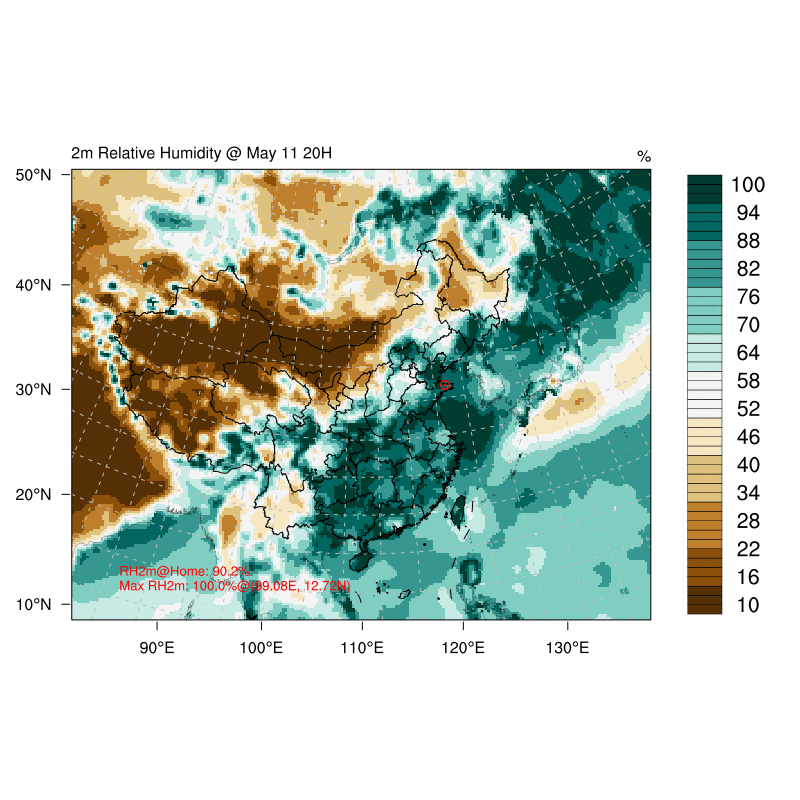 2m Relative Humidity @ May 11 20H
%
50°N
40°N
30°N
20°N
10°N
90°E
100°E
110°E
120°E
130°E
100
94
88
82
76
70
64
58
52
46
40
34
28
22
16
10
RH2m@Home: 90.2%
Max RH2m: 100.0%@(99.08E, 12.72N)